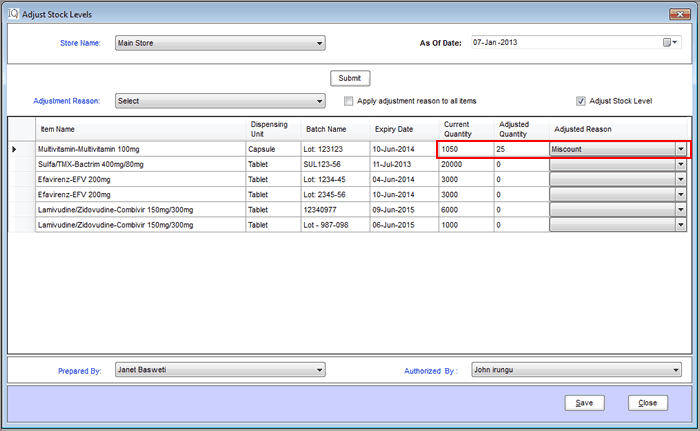 IQ Adjust Stock Levels
Store Name: Main Store As Of Date: 07-Jan -2013
Submit
Adjustment Reason: Select Apply adjustment reason to all items Adjust Stock Level
Item Name Dispensing Unit Batch Name Expiry Date Current Quantity Adjusted Quantity Adjusted Reason
Multivitamin-Multivitamin 100mg Capsule Lot: 123123 10-Jun-2014 1050 25 Miscount
Sulfa/TMX-Bactrim 400mg/80mg Tablet SUL123-56 11-Jul-2013 20000 0
Efavirenz-EFV 200mg Tablet Lot: 1234-45 04-Jun-2014 3000 0
Efavirenz-EFV 200mg Tablet Lot: 2345-56 10-Jun-2014 3000 0
Lamivudine/Zidovudine-Combivir 150mg/300mg Tablet 12340977 09-Jun-2015 6000 0
Lamivudine/Zidovudine-Combivir 150mg/300mg Tablet Lot - 987-098 06-Jun-2015 1000 0
Prepared By: Janet Basweti Authorized By : John irungu
Save Close